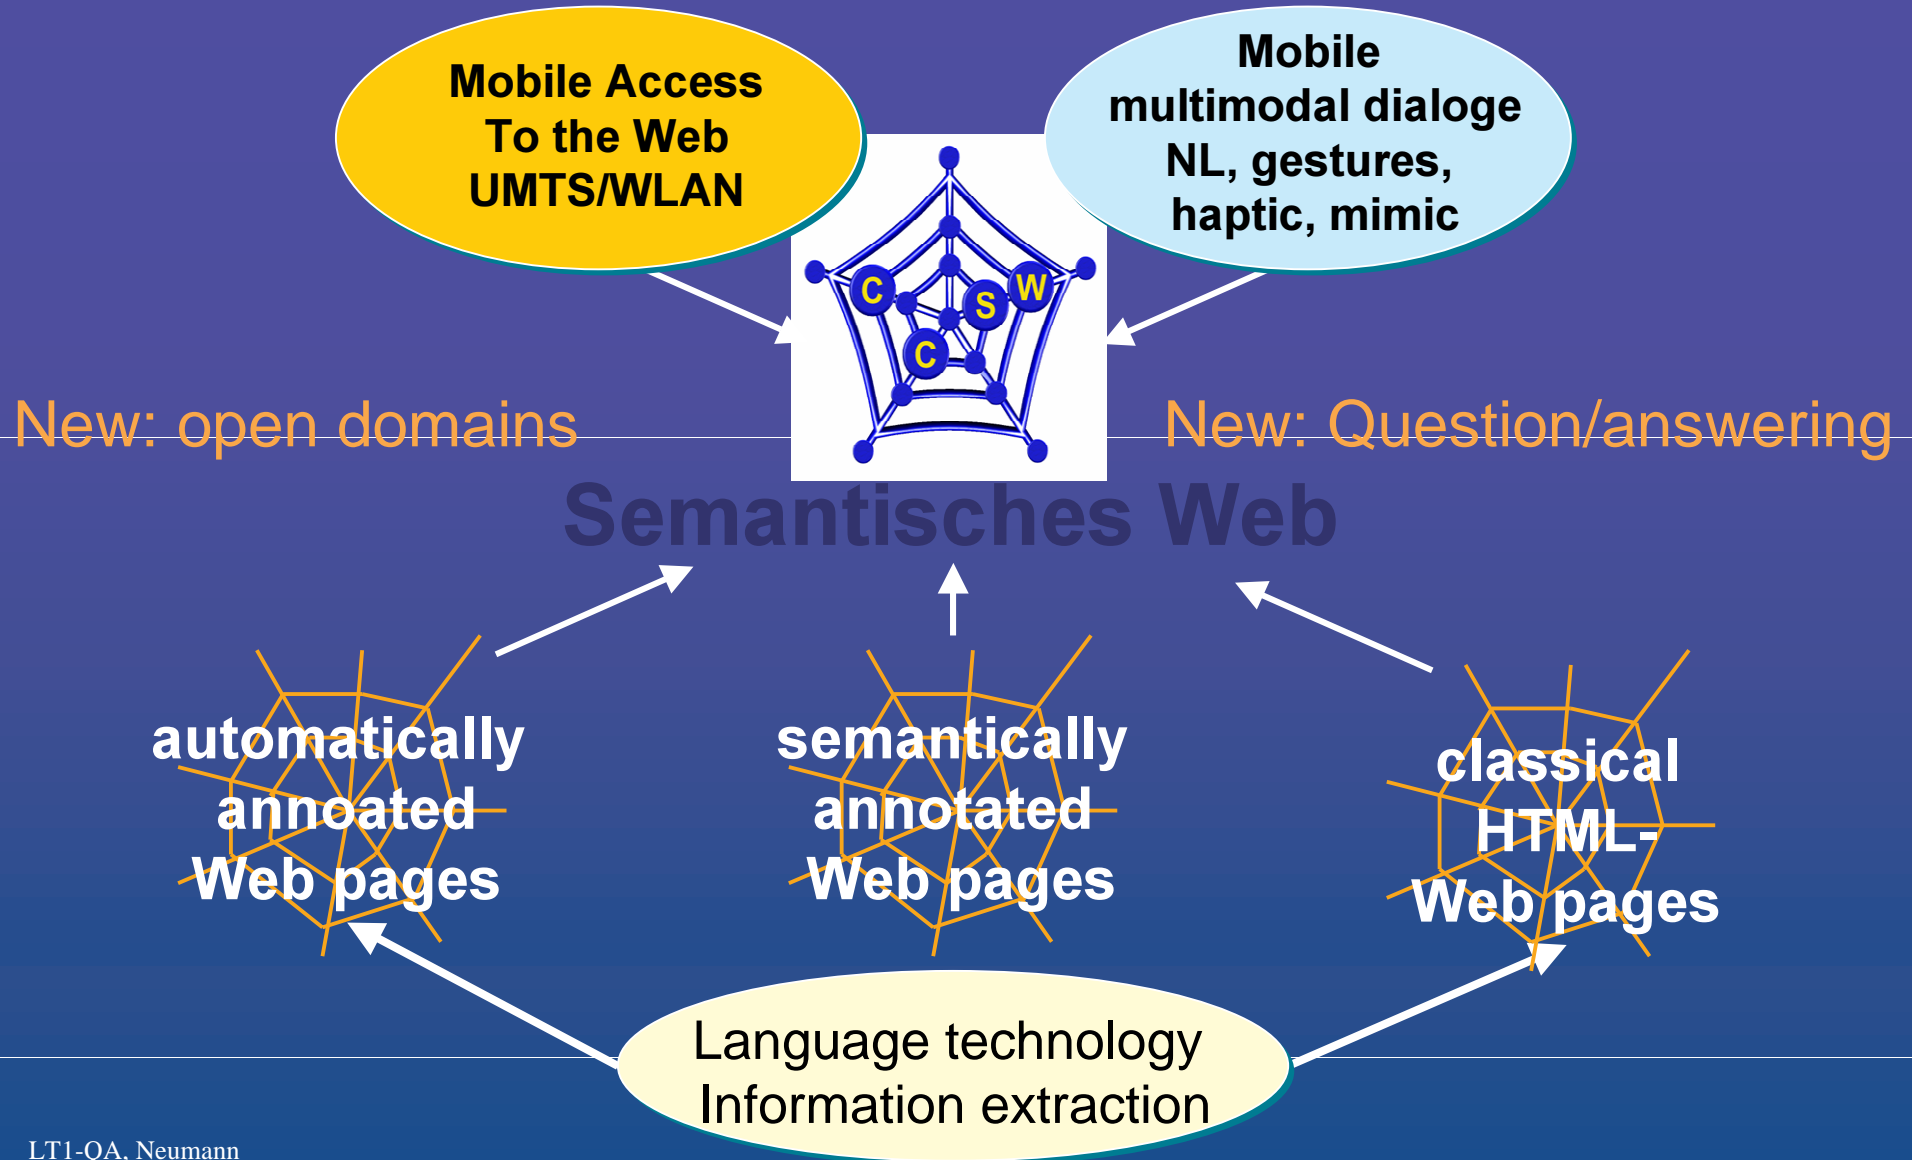 Mobile Access
To the Web
UMTS/WLAN
Mobile
multimodal dialoge
NL, gestures,
haptic, mimic
C
S
W
C
New: open domains
New: Question/answering
Semantisches Web
automatically
annoated
Web pages
semantically
annotated
Web pages
classical
HTML-
Web pages
Language technology
Information extraction
LT1-QA, Neumann